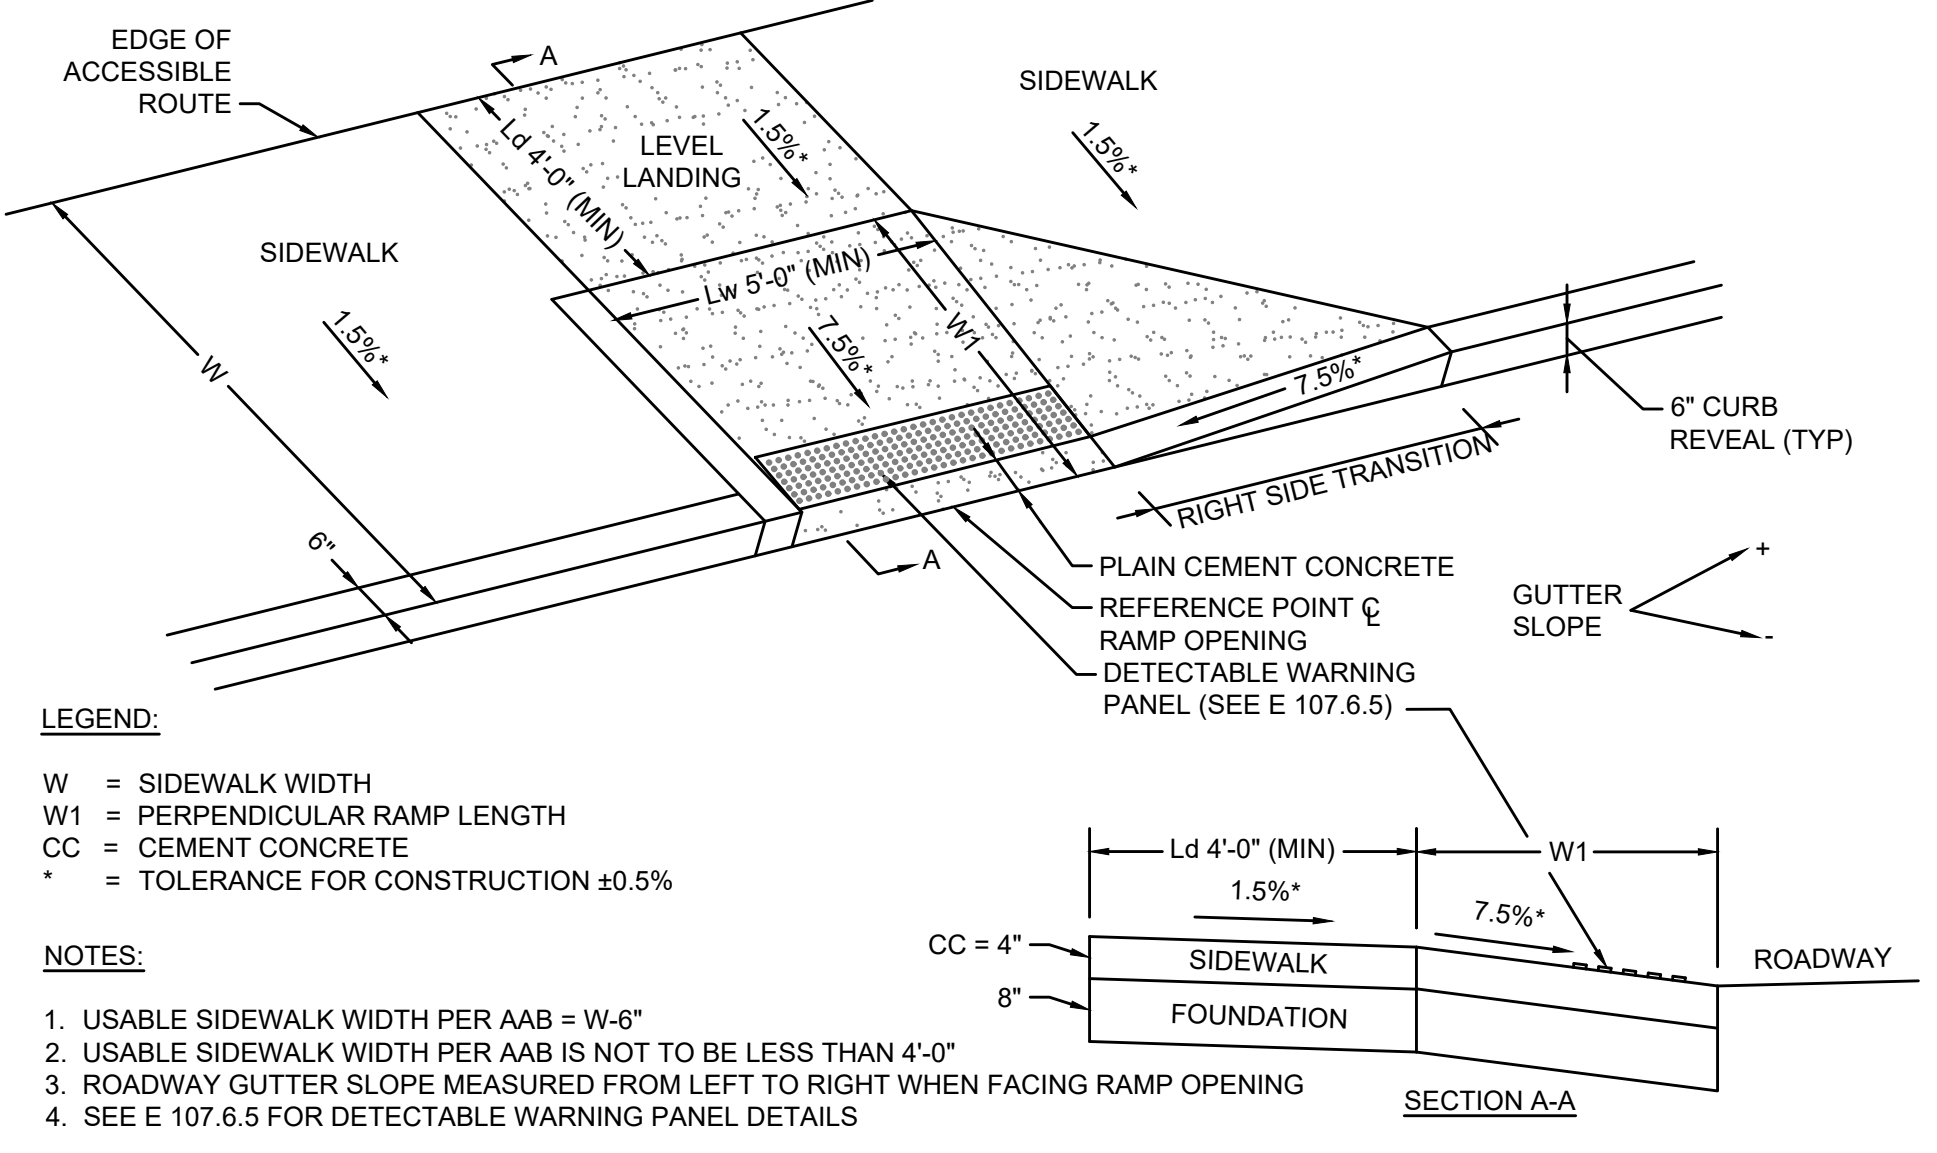 EDGE OF
ACCESSIBLE
ROUTE
A
SIDEWALK
1.5%*
LEVEL
LANDING
1.5%*
Ld 4'-0" (MIN)
SIDEWALK
1.5%*
W
Lw 5'-0" (MIN)
W1
7.5%*
7.5%*
6" CURB
REVEAL (TYP)
RIGHT SIDE TRANSITION
6"
A
PLAIN CEMENT CONCRETE
REFERENCE POINT ℄
RAMP OPENING
DETECTABLE WARNING
PANEL (SEE E 107.6.5)
GUTTER
SLOPE
+
-
LEGEND:
W = SIDEWALK WIDTH
W1 = PERPENDICULAR RAMP LENGTH
CC = CEMENT CONCRETE
* = TOLERANCE FOR CONSTRUCTION ±0.5%
NOTES:
1. USABLE SIDEWALK WIDTH PER AAB = W-6"
2. USABLE SIDEWALK WIDTH PER AAB IS NOT TO BE LESS THAN 4'-0"
3. ROADWAY GUTTER SLOPE MEASURED FROM LEFT TO RIGHT WHEN FACING RAMP OPENING
4. SEE E 107.6.5 FOR DETECTABLE WARNING PANEL DETAILS
Ld 4'-0" (MIN)
W1
1.5%*
7.5%*
CC = 4"
SIDEWALK
ROADWAY
8"
FOUNDATION
SECTION A-A